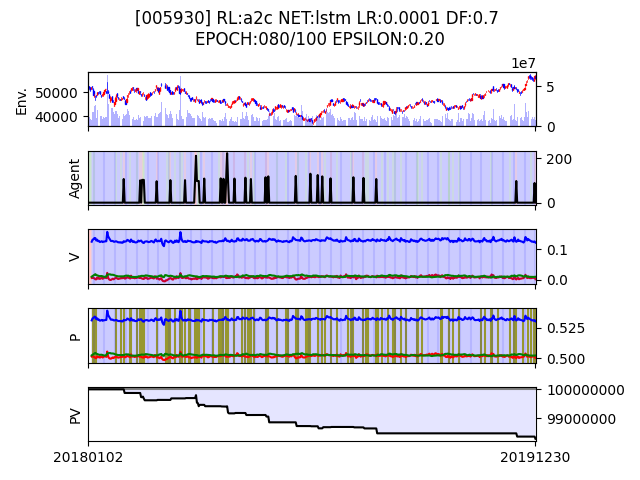 [005930] RL:a2c NET:lstm LR:0.0001 DF:0.7
EPOCH:080/100 EPSILON:0.20
1e7
Env.
50000
40000
5
0
Agent
200
0
V
0.1
0.0
P
0.525
0.500
PV
100000000
99000000
20180102
20191230